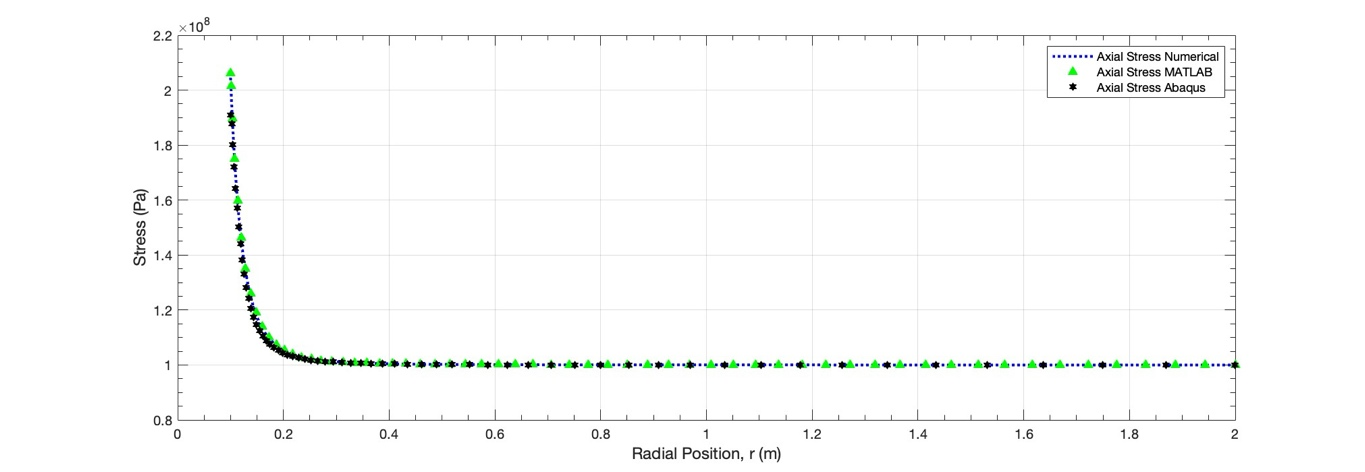 ×10⁸
2.2
2
1.8
1.6
1.4
1.2
1
0.8
Stress (Pa)
Axial Stress Numerical
Axial Stress MATLAB
Axial Stress Abaqus
0 0.2 0.4 0.6 0.8 1 1.2 1.4 1.6 1.8 2
Radial Position, r (m)